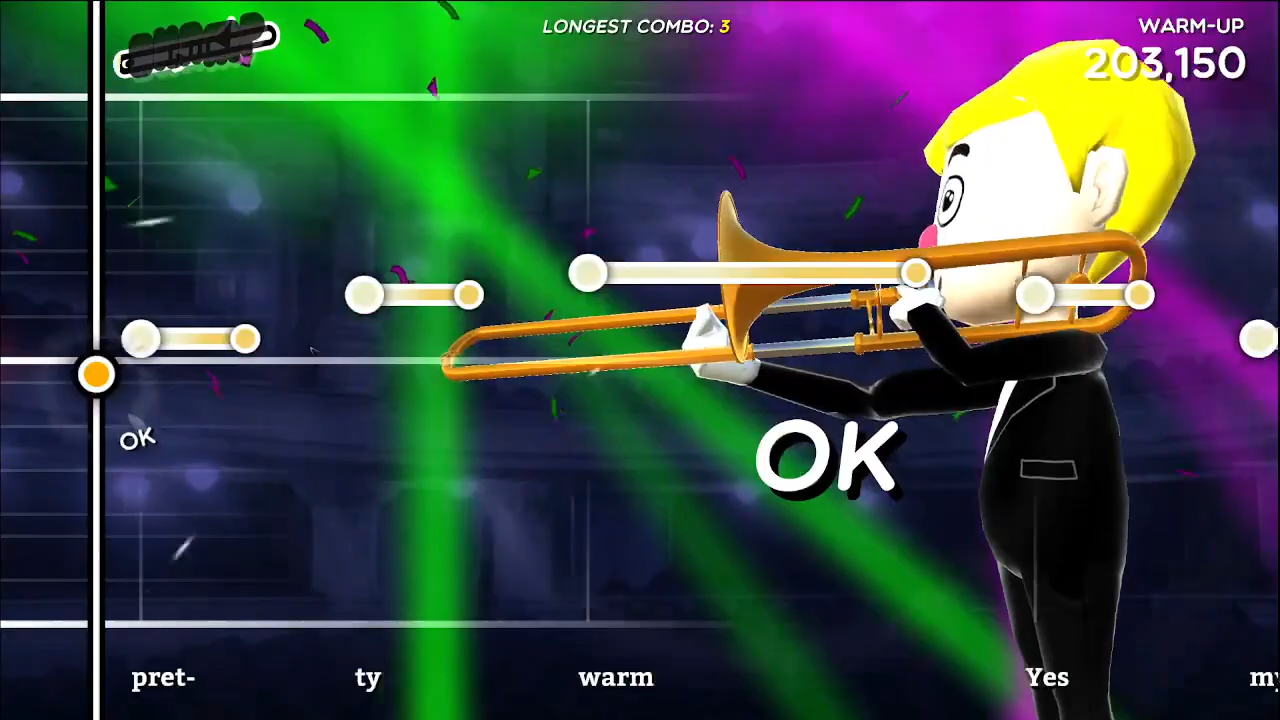 LONGEST COMBO: 3
WARM-UP
203,150
OK
OK
pret- ty warm Yes